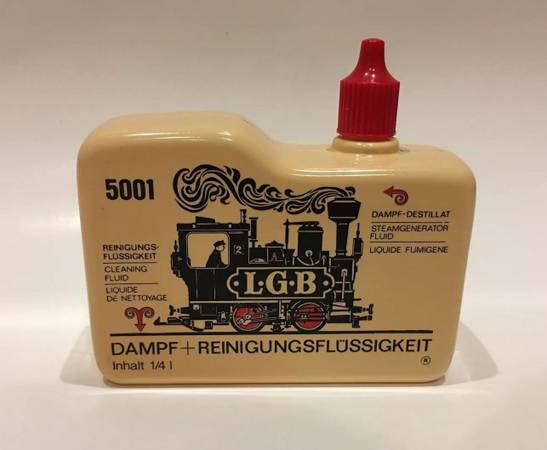 5001
DAMPF-DESTILLAT
STEAMGENERATOR
FLUID
LIQUIDE FUMIGENE
REINIGUNGS-
FLÜSSIGKEIT
CLEANING
FLUID
LIQUIDE
DE NETTOYAGE
2
A
L·G·B
DAMPF+REINIGUNGSFLÜSSIGKEIT
Inhalt 1/4 l
®